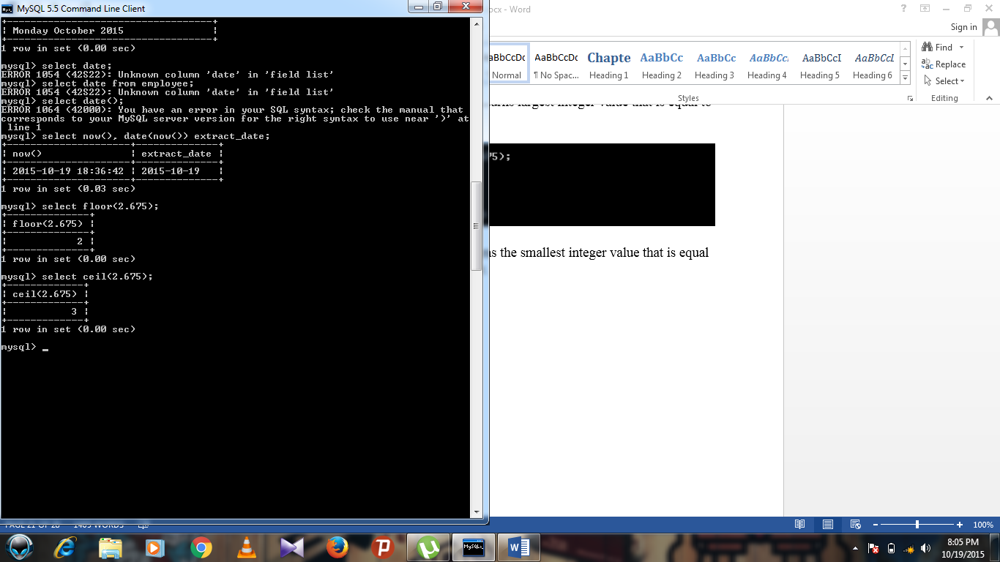 MySQL 5.5 Command Line Client
+-----------------------------------+
| Monday October 2015               |
+-----------------------------------+
1 row in set (0.00 sec)
mysql> select date;
ERROR 1054 (42S22): Unknown column 'date' in 'field list'
mysql> select date from employee;
ERROR 1054 (42S22): Unknown column 'date' in 'field list'
mysql> select date();
ERROR 1064 (42000): You have an error in your SQL syntax; check the manual that
corresponds to your MySQL server version for the right syntax to use near ')' at
 line 1
mysql> select now(), date(now()) extract_date;
+---------------------+--------------+
| now()               | extract_date |
+---------------------+--------------+
| 2015-10-19 18:36:42 | 2015-10-19   |
+---------------------+--------------+
1 row in set (0.03 sec)
mysql> select floor(2.675);
+--------------+
| floor(2.675) |
+--------------+
|            2 |
+--------------+
1 row in set (0.00 sec)
mysql> select ceil(2.675);
+-------------+
| ceil(2.675) |
+-------------+
|           3 |
+-------------+
1 row in set (0.00 sec)
mysql> _
ocx - Word
?
Sign in
aBbCcDc AaBbCcDc Chapte AaBbCc AaBbCc AaBbCc. AaBbCcI AaBbCcL
Normal ¶ No Spac... Heading 1 Heading 2 Heading 3 Heading 4 Heading 5 Heading 6
Styles
Find
Replace
Select
Editing
urns largest integer value that is equal to
75);
as the smallest integer value that is equal
PAGE 21 OF 28 1405 WORDS
100%
MySQL
8:05 PM
10/19/2015